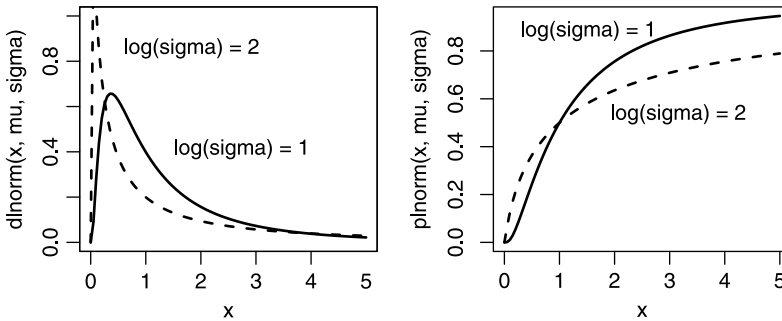 dlnorm(x, mu, sigma)
0.0 0.4 0.8
log(sigma) = 2
log(sigma) = 1
0 1 2 3 4 5
x
plnorm(x, mu, sigma)
0.0 0.2 0.4 0.6 0.8
log(sigma) = 1
log(sigma) = 2
0 1 2 3 4 5
x